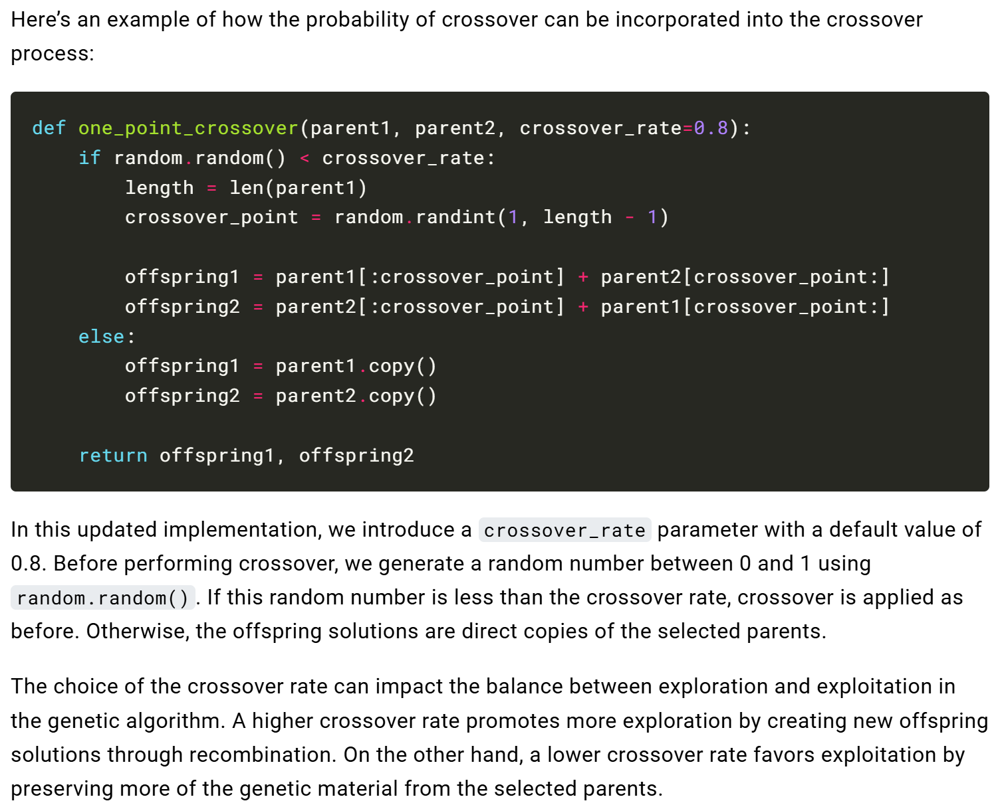 Here’s an example of how the probability of crossover can be incorporated into the crossover
process:
def one_point_crossover(parent1, parent2, crossover_rate=0.8):
    if random.random() < crossover_rate:
        length = len(parent1)
        crossover_point = random.randint(1, length - 1)

        offspring1 = parent1[:crossover_point] + parent2[crossover_point:]
        offspring2 = parent2[:crossover_point] + parent1[crossover_point:]
    else:
        offspring1 = parent1.copy()
        offspring2 = parent2.copy()

    return offspring1, offspring2
In this updated implementation, we introduce a crossover_rate parameter with a default value of
0.8. Before performing crossover, we generate a random number between 0 and 1 using
random.random(). If this random number is less than the crossover rate, crossover is applied as
before. Otherwise, the offspring solutions are direct copies of the selected parents.
The choice of the crossover rate can impact the balance between exploration and exploitation in
the genetic algorithm. A higher crossover rate promotes more exploration by creating new offspring
solutions through recombination. On the other hand, a lower crossover rate favors exploitation by
preserving more of the genetic material from the selected parents.